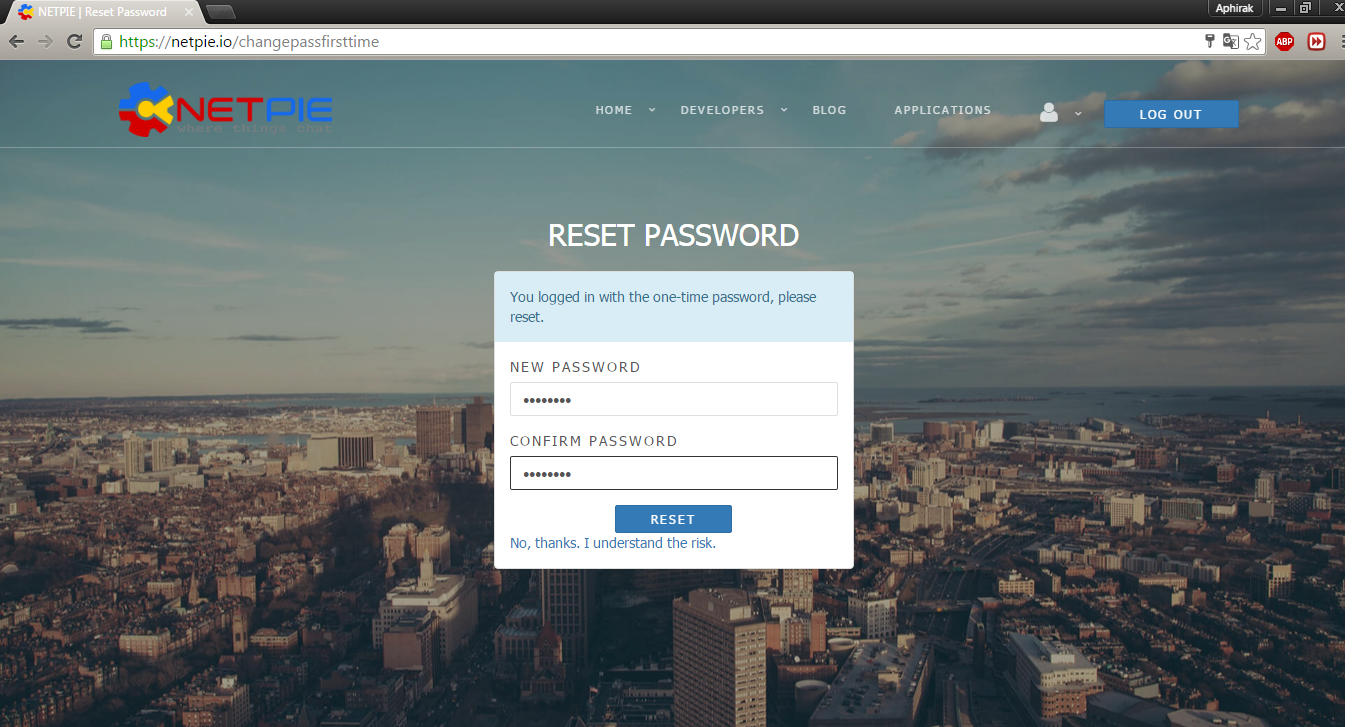 NETPIE | Reset Password
Aphirak
https://netpie.io/changepassfirsttime
ABP
NETPIE
where things chat
HOME
DEVELOPERS
BLOG
APPLICATIONS
LOG OUT
RESET PASSWORD
You logged in with the one-time password, please
reset.
NEW PASSWORD
••••••••
CONFIRM PASSWORD
••••••••
RESET
No, thanks. I understand the risk.